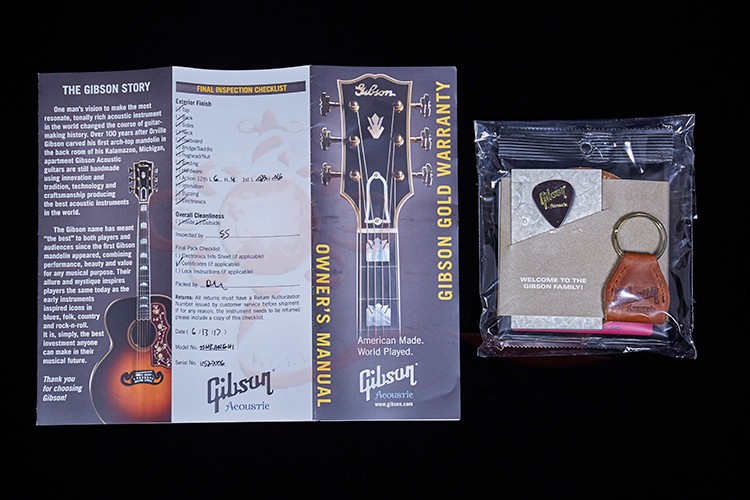 THE GIBSON STORY
One man's vision to make the most
resonate, tonally rich acoustic instrument
in the world changed the course of guitar-
making history. Over 100 years after Orville
Gibson carved his first arch-top mandolin in
the back room of his Kalamazoo, Michigan,
apartment Gibson Acoustic
guitars are still handmade
using innovation and
tradition, technology and
craftsmanship producing
the best acoustic instruments
in the world.
The Gibson name has meant
"the best" to both players and
audiences since the first Gibson
mandolin appeared, combining
performance, beauty and value
for any musical purpose. Their
allure and mystique inspires
players the same today as the
early instruments
inspired icons in
blues, folk, country
and rock-n-roll.
It is, simply, the best
investment anyone
can make in their
musical future.
Thank you
for choosing
Gibson!
FINAL INSPECTION CHECKLIST
Exterior Finish
Top
Back
Sides
Neck
Bridge/Saddle
Peghead/Nut
Hardware
Action 12th L 6 H 4 1st L H
Intonation
Buzzing
Electronics
Overall Cleanliness
Inside Outside
Inspected by SS
Final Pack Checklist
( ) Electronics Info Sheet (if applicable)
Certificates (if applicable)
( ) Lock Instructions (if applicable)
Packed by
Returns: All returns must have a Return Authorization
Number issued by customer service before shipment.
If for any reason, the instrument needs to be returned
please include a copy of this checklist.
Date ( 6 / 13 / 17 )
Model No.
Serial No.
Gibson
Acoustic
OWNER'S MANUAL
Gibson
GIBSON GOLD WARRANTY
American Made.
World Played.
Gibson
Acoustic
www.gibson.com
Gibson
Acoustic
WELCOME TO THE
GIBSON FAMILY!
Gibson